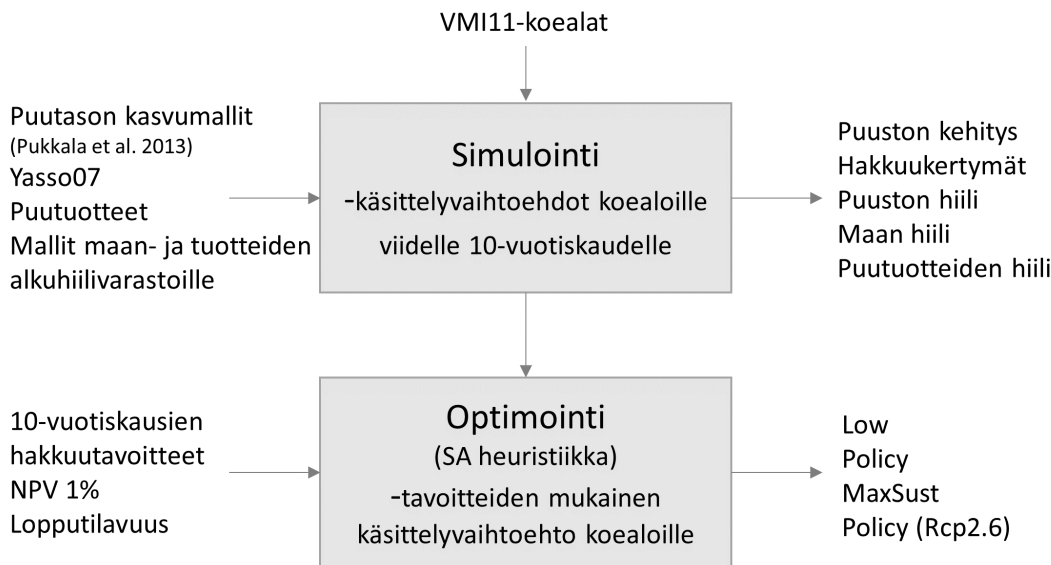 VMI11-koealat
Puutason kasvumallit
(Pukkala et al. 2013)
Yasso07
Puutuotteet
Mallit maan- ja tuotteiden
alkuhiilivarastoille
Simulointi
-käsittelyvaihtoehdot koealoille
viidelle 10-vuotiskaudelle
Puuston kehitys
Hakkuukertymät
Puuston hiili
Maan hiili
Puutuotteiden hiili
10-vuotiskausien
hakkuutavoitteet
NPV 1%
Lopputilavuus
Optimointi
(SA heuristiikka)
-tavoitteiden mukainen
käsittelyvaihtoehto koealoille
Low
Policy
MaxSust
Policy (Rcp2.6)